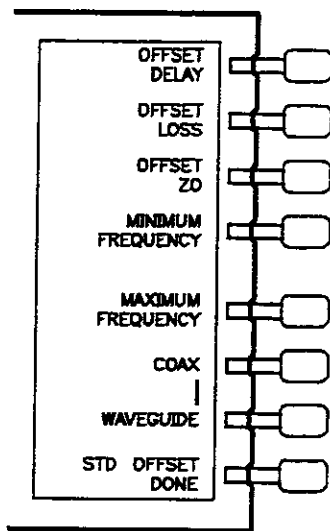 OFFSET
DELAY
OFFSET
LOSS
OFFSET
ZO
MINIMUM
FREQUENCY
MAXIMUM
FREQUENCY
COAX
WAVEGUIDE
STD OFFSET
DONE